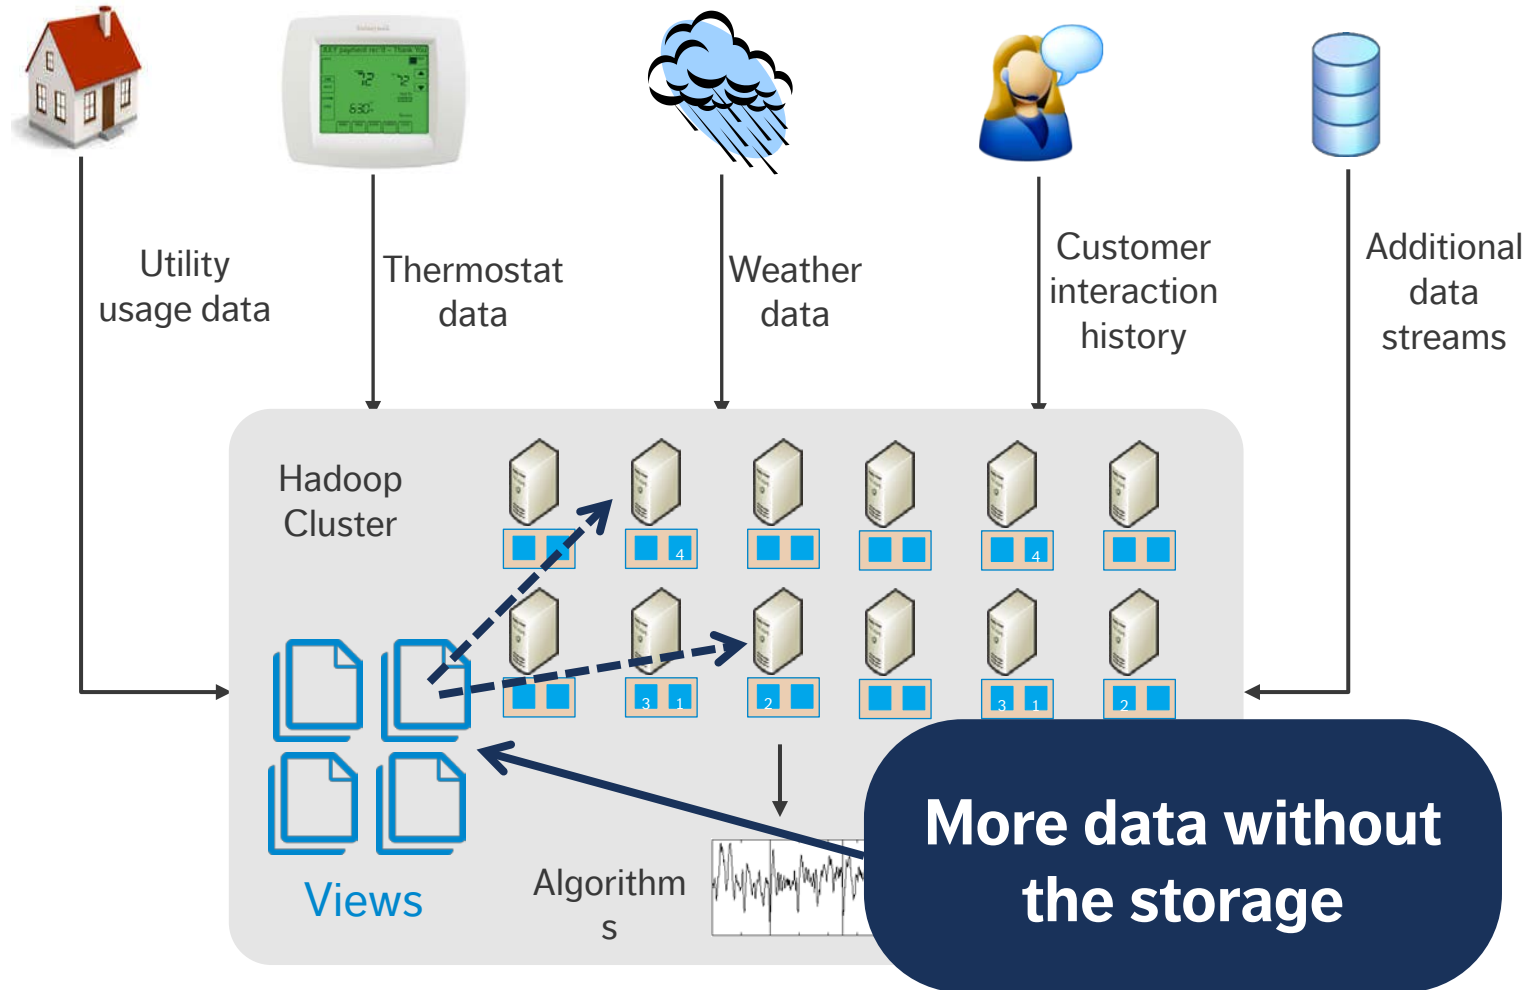 Honeywell
Utility
usage data
Thermostat
data
Weather
data
Customer
interaction
history
Additional
data
streams
Hadoop
Cluster
4
4
3 1
2
3 1
2
Views
Algorithm
s
More data without
the storage